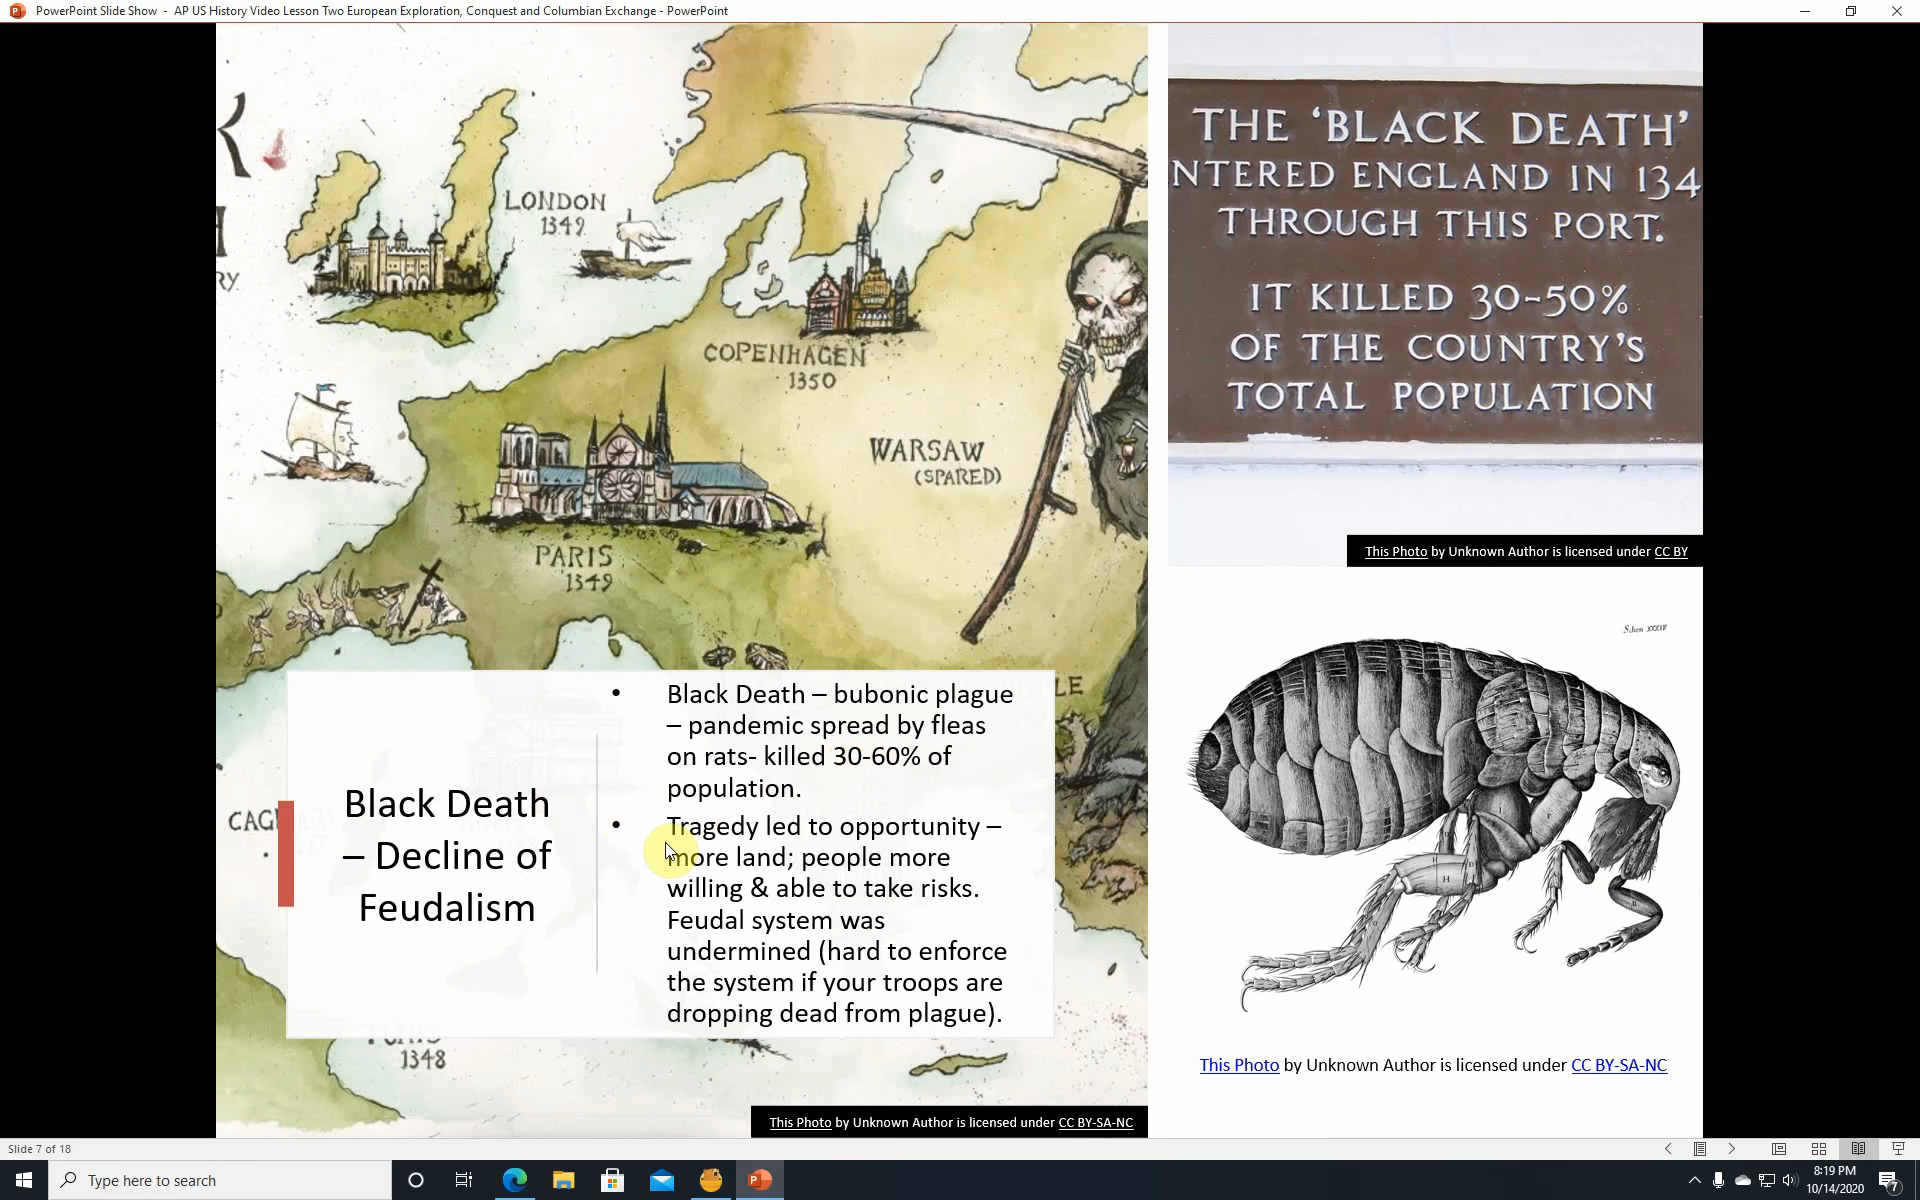 PowerPoint Slide Show - AP US History Video Lesson Two European Exploration, Conquest and Columbian Exchange - PowerPoint
LONDON
1349
COPENHAGEN
1350
WARSAW
(SPARED)
PARIS
1349
1348
THE ‘BLACK DEATH’
NTERED ENGLAND IN 134
THROUGH THIS PORT.
IT KILLED 30-50%
OF THE COUNTRY’S
TOTAL POPULATION
This Photo by Unknown Author is licensed under CC BY
Schem XXXIV
Black Death
– Decline of
Feudalism
• Black Death – bubonic plague
– pandemic spread by fleas
on rats- killed 30-60% of
population.
• Tragedy led to opportunity –
more land; people more
willing & able to take risks.
Feudal system was
undermined (hard to enforce
the system if your troops are
dropping dead from plague).
This Photo by Unknown Author is licensed under CC BY-SA-NC
This Photo by Unknown Author is licensed under CC BY-SA-NC
Slide 7 of 18
Type here to search
8:19 PM
10/14/2020
7